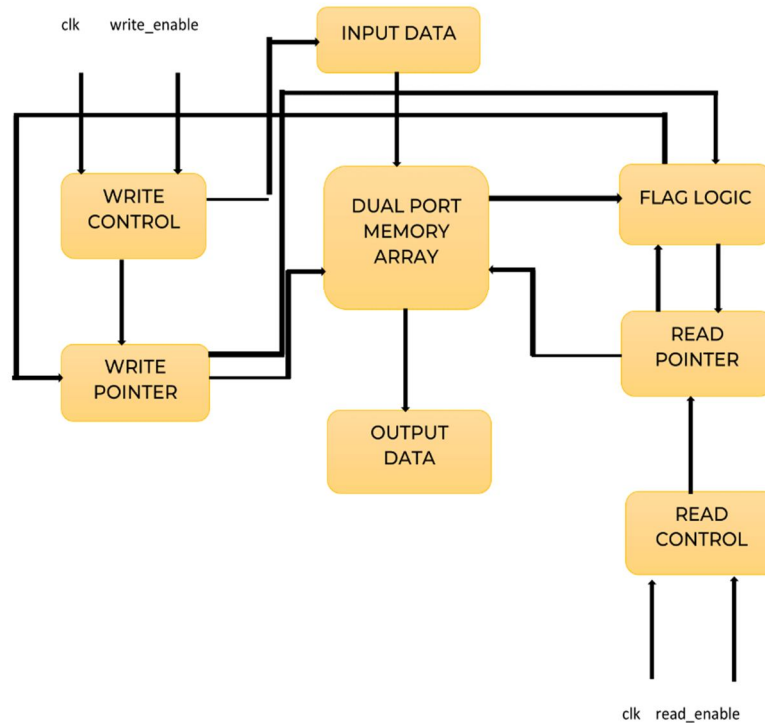 clk write_enable
INPUT DATA
WRITE
CONTROL
DUAL PORT
MEMORY
ARRAY
FLAG LOGIC
WRITE
POINTER
READ
POINTER
OUTPUT
DATA
READ
CONTROL
clk read_enable